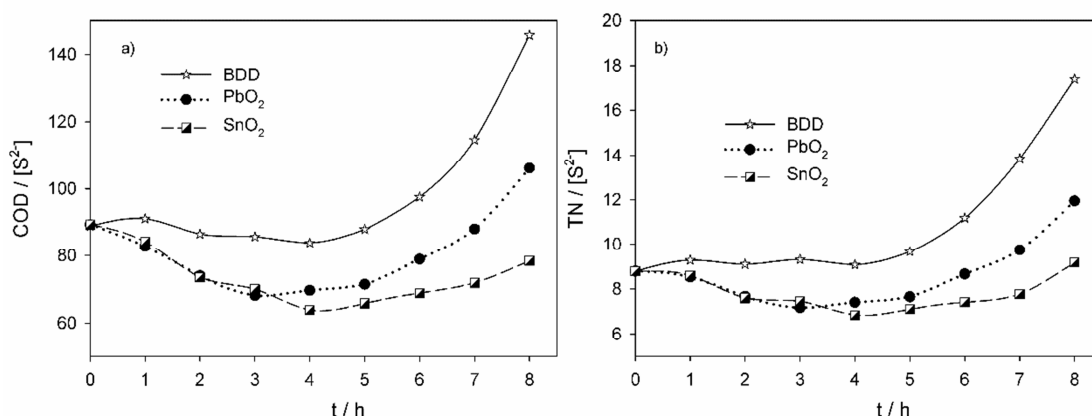 a)
BDD
PbO₂
SnO₂
COD / [S²⁻]
140
120
100
80
60
0 1 2 3 4 5 6 7 8
t / h
b)
BDD
PbO₂
SnO₂
TN / [S²⁻]
20
18
16
14
12
10
8
6
0 1 2 3 4 5 6 7 8
t / h